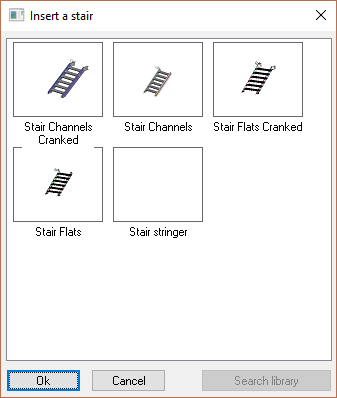 Insert a stair
Stair Channels
Cranked
Stair Channels
Stair Flats Cranked
Stair Flats
Stair stringer
Ok
Cancel
Search library